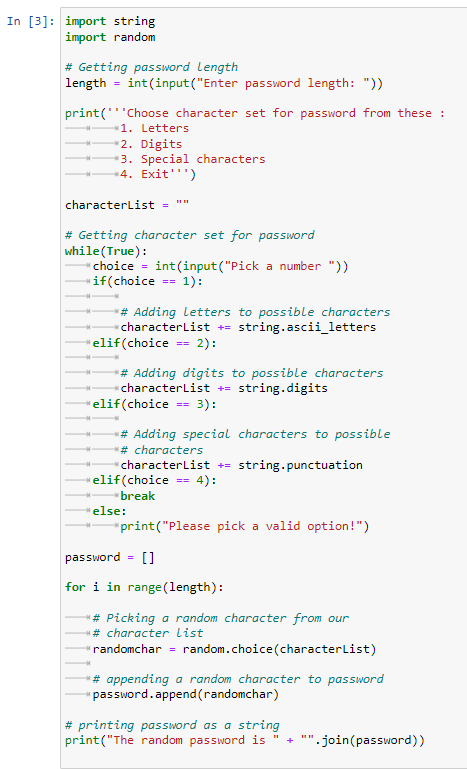 In [3]: import string
import random
# Getting password length
length = int(input("Enter password length: "))
print('''Choose character set for password from these :
		1. Letters
		2. Digits
		3. Special characters
		4. Exit''')
characterList = ""
# Getting character set for password
while(True):
	choice = int(input("Pick a number "))
	if(choice == 1):
		# Adding letters to possible characters
		characterList += string.ascii_letters
	elif(choice == 2):
		# Adding digits to possible characters
		characterList += string.digits
	elif(choice == 3):
		# Adding special characters to possible
		# characters
		characterList += string.punctuation
	elif(choice == 4):
		break
	else:
		print("Please pick a valid option!")
password = []
for i in range(length):
	# Picking a random character from our
	# character list
	randomchar = random.choice(characterList)
	# appending a random character to password
	password.append(randomchar)
# printing password as a string
print("The random password is " + "".join(password))